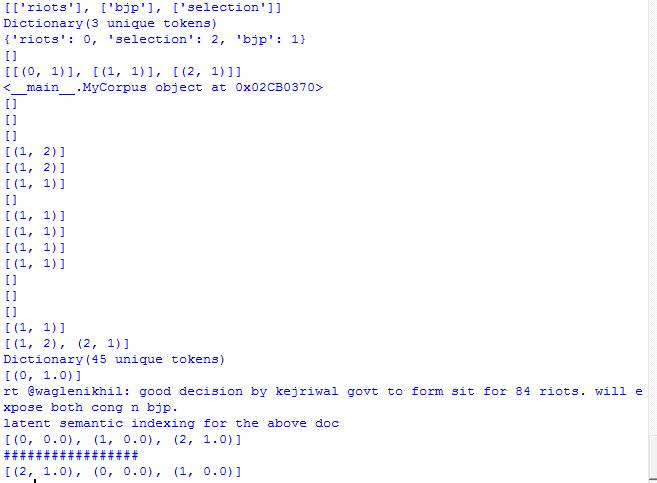 [['riots'], ['bjp'], ['selection']]
Dictionary(3 unique tokens)
{'riots': 0, 'selection': 2, 'bjp': 1}
[]
[[(0, 1)], [(1, 1)], [(2, 1)]]
<__main__.MyCorpus object at 0x02CB0370>
[]
[]
[]
[(1, 2)]
[(1, 2)]
[(1, 1)]
[]
[(1, 1)]
[(1, 1)]
[(1, 1)]
[(1, 1)]
[]
[]
[]
[(1, 1)]
[(1, 2), (2, 1)]
Dictionary(45 unique tokens)
[(0, 1.0)]
rt @waglenikhil: good decision by kejriwal govt to form sit for 84 riots. will e
xpose both cong n bjp.
latent semantic indexing for the above doc
[(0, 0.0), (1, 0.0), (2, 1.0)]
#################
[(2, 1.0), (0, 0.0), (1, 0.0)]